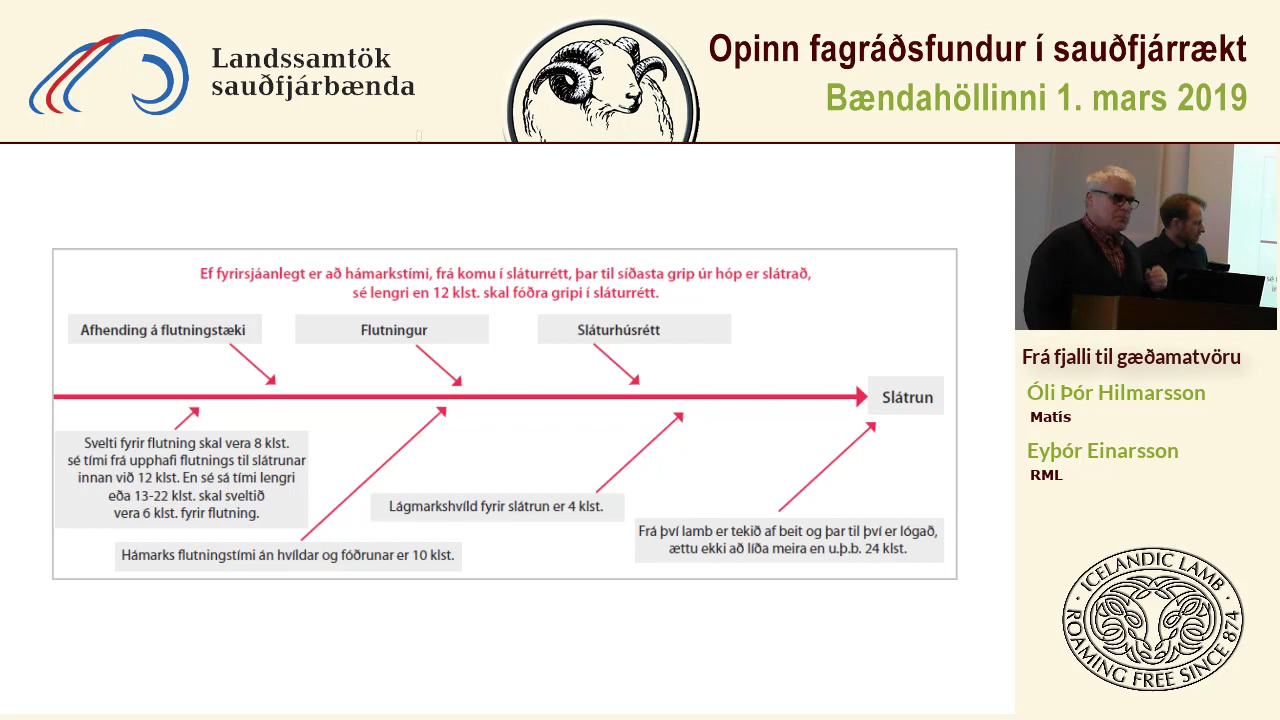 Landssamtök
sauðfjárbænda
Opinn fagráðsfundur í sauðfjárrækt
Bændahöllinni 1. mars 2019
Ef fyrirsjáanlegt er að hámarkstími, frá komu í sláturrétt, þar til síðasta grip úr hóp er slátrað,
sé lengri en 12 klst. skal fóðra gripi í sláturrétt.
Afhending á flutningstæki
Flutningur
Sláturhúsrétt
Slátrun
Svelti fyrir flutning skal vera 8 klst.
sé tími frá upphafi flutnings til slátrunar
innan við 12 klst. En sé sá tími lengri
eða 13-22 klst. skal sveltið
vera 6 klst. fyrir flutning.
Hámarks flutningstími án hvíldar og fóðrunar er 10 klst.
Lágmarkshvíld fyrir slátrun er 4 klst.
Frá því lamb er tekið af beit og þar til því er lógað,
ættu ekki að líða meira en u.þ.b. 24 klst.
Frá fjalli til gæðamatvöru
Óli Þór Hilmarsson
Matís
Eyþór Einarsson
RML
ICELANDIC LAMB
ROAMING FREE SINCE 874